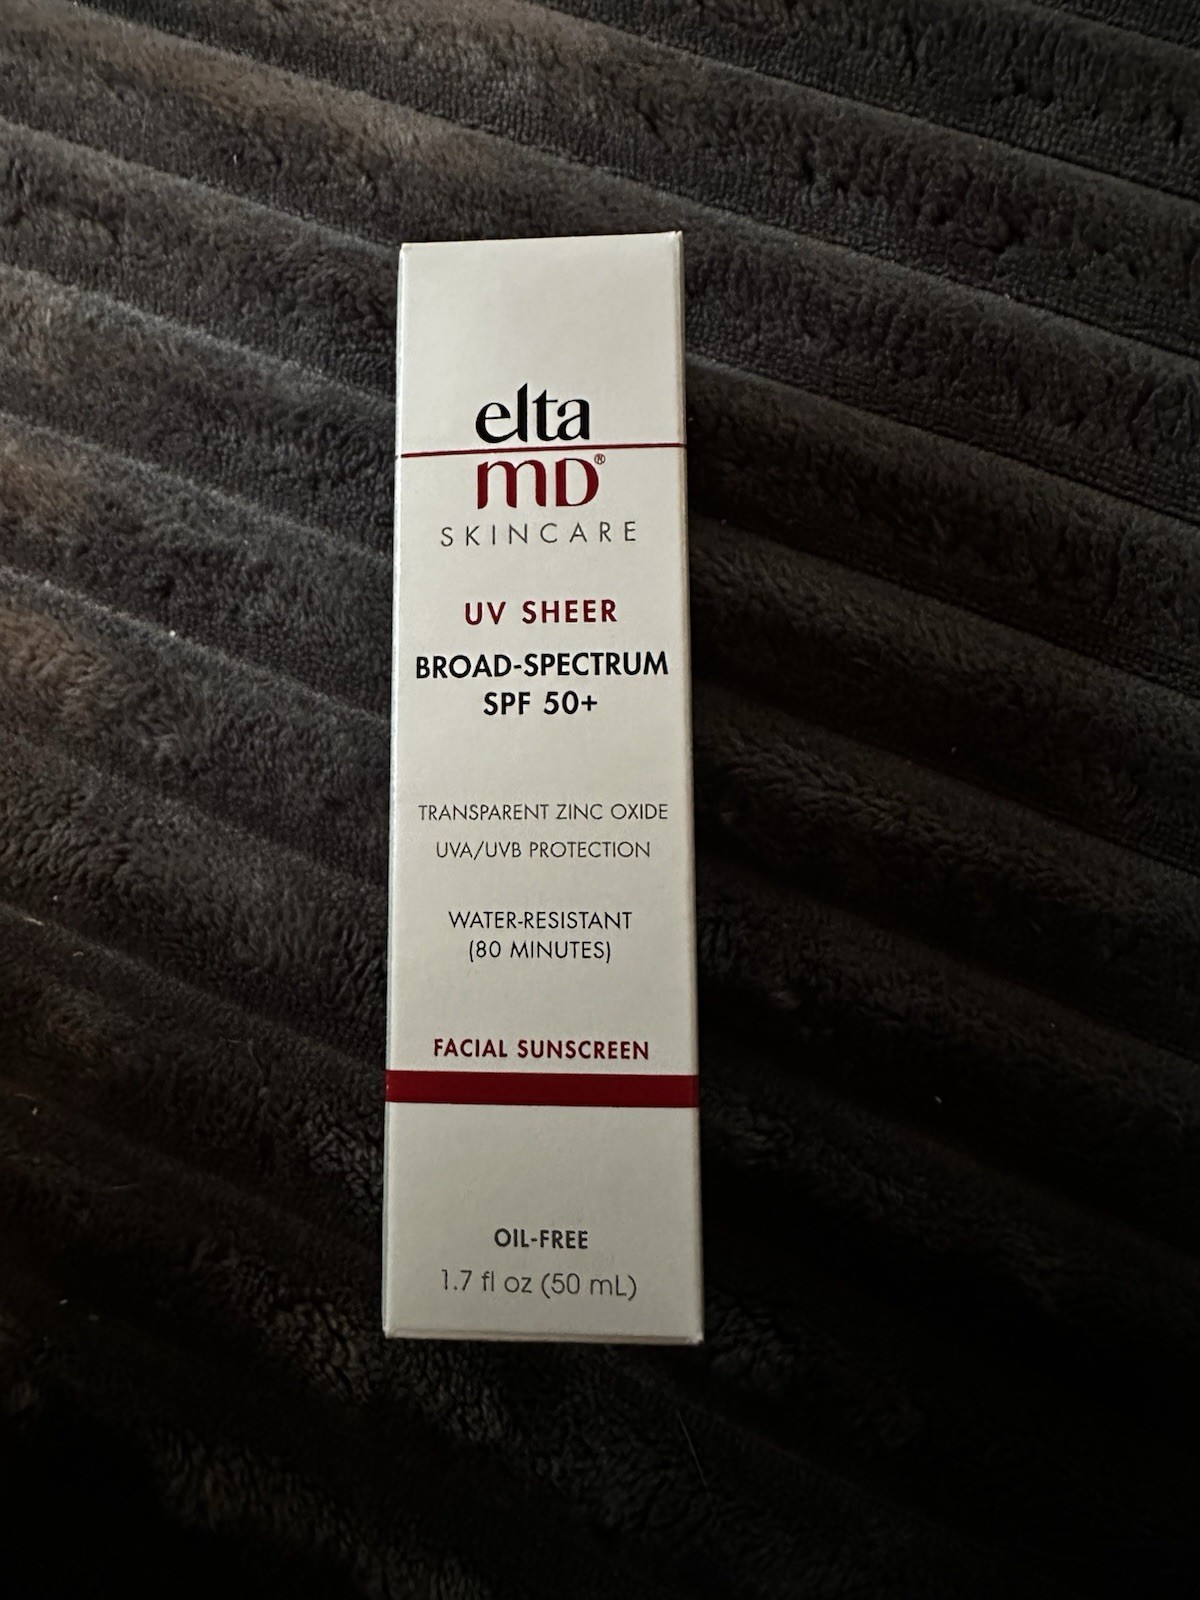 elta
MD®
SKINCARE
UV SHEER
BROAD-SPECTRUM
SPF 50+
TRANSPARENT ZINC OXIDE
UVA/UVB PROTECTION
WATER-RESISTANT
(80 MINUTES)
FACIAL SUNSCREEN
OIL-FREE
1.7 fl oz (50 mL)